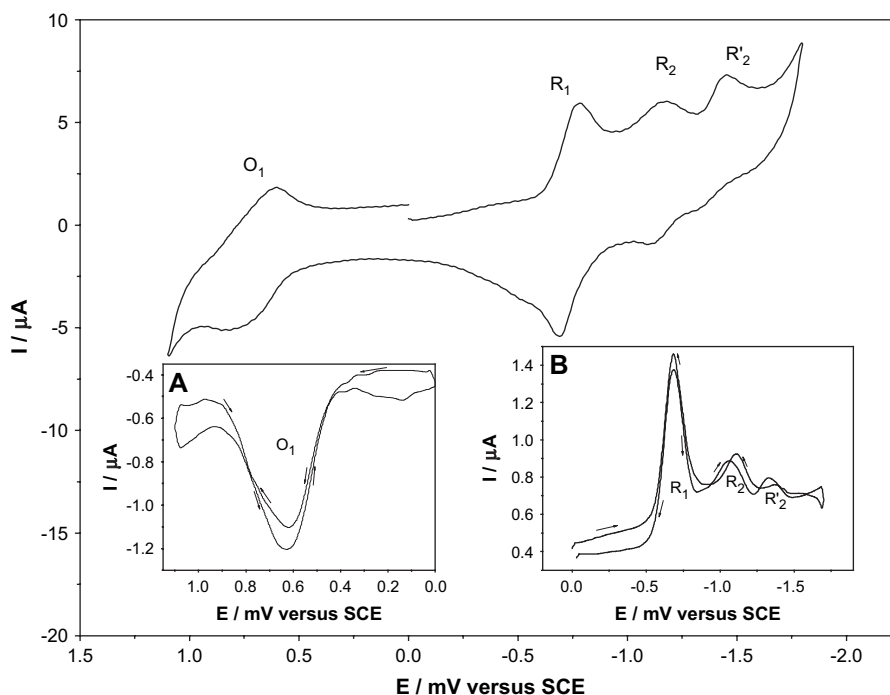 10
5
0
-5
-10
-15
-20
I / μA
O1
R1
R2
R'2
A
-0.4
-0.6
-0.8
-1.0
-1.2
I / μA
O1
1.0 0.8 0.6 0.4 0.2 0.0
E / mV versus SCE
B
1.4
1.2
1.0
0.8
0.6
0.4
I / μA
R1
R2
R'2
0.0 -0.5 -1.0 -1.5
E / mV versus SCE
1.5 1.0 0.5 0.0 -0.5 -1.0 -1.5 -2.0
E / mV versus SCE